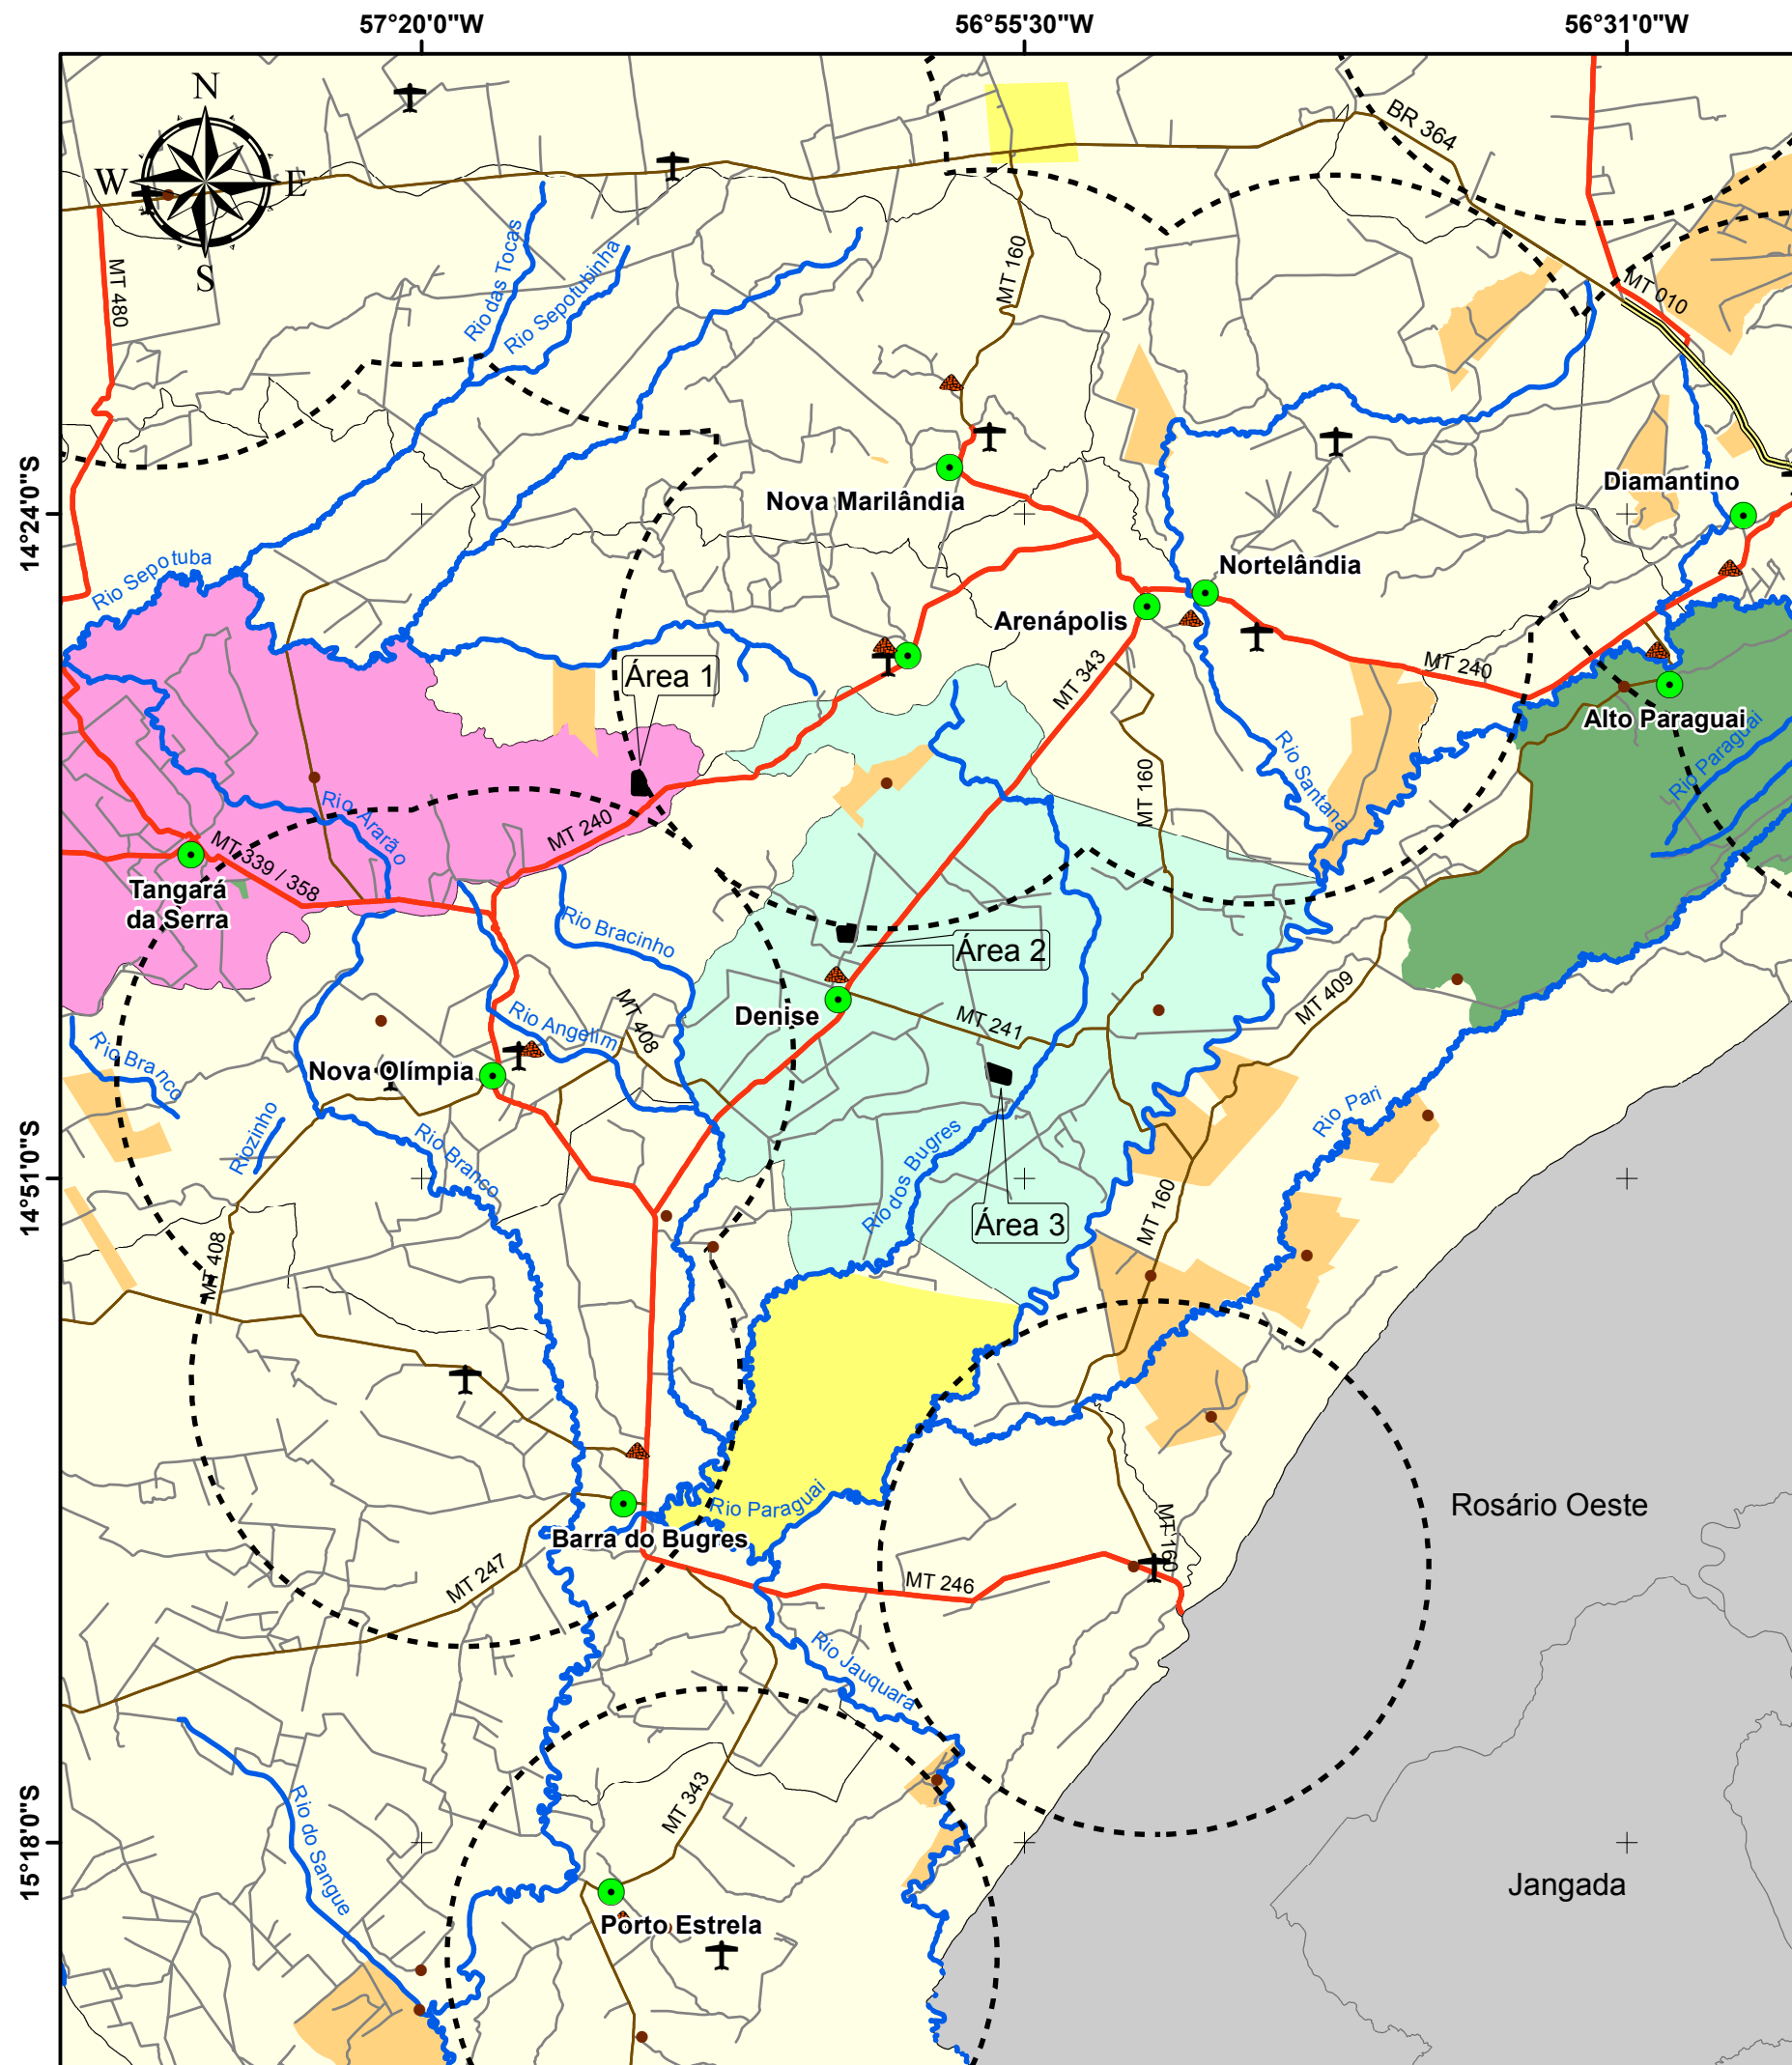 57°20'0"W
56°55'30"W
56°31'0"W
N
W
E
S
BR 364
MT 480
Rio das Tocas
Rio Sepotubinha
MT 160
MT 010
14°24'0"S
Nova Marilândia
Diamantino
Rio Sepotuba
Nortelândia
Arenápolis
Área 1
MT 343
MT 240
Alto Paraguai
Rio Paraguai
Rio Santana
MT 160
Rio Ararão
MT 240
MT 339 / 358
Tangará
da Serra
Rio Bracinho
Área 2
MT 409
Denise
MT 241
Rio Angelim
MT 408
Rio Branco
Nova Olímpia
Riozinho
Rio Branco
Rio Pari
14°51'0"S
Rio dos Bugres
Área 3
MT 160
MT 408
Rio Paraguai
Rosário Oeste
Barra do Bugres
MT 160
MT 247
MT 246
Rio Jauquara
MT 343
15°18'0"S
Rio do Sangue
Jangada
Porto Estrela